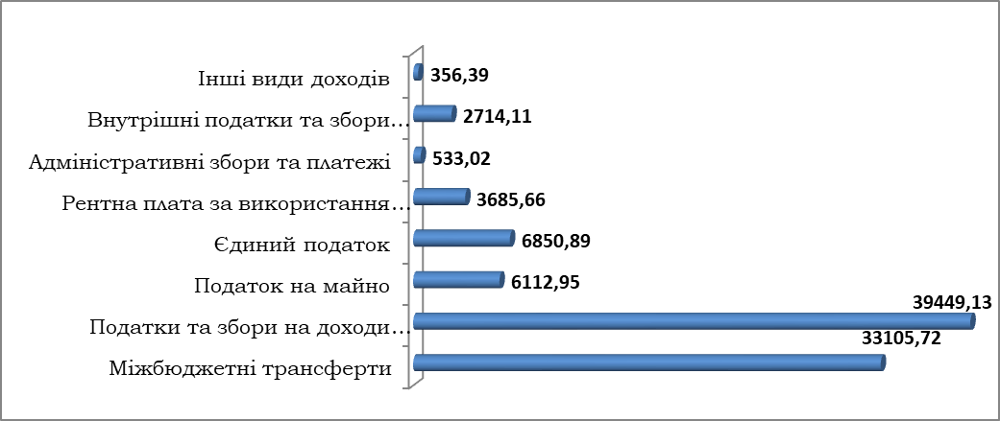 Інші види доходів 356,39
Внутрішні податки та збори… 2714,11
Адміністративні збори та платежі 533,02
Рентна плата за використання… 3685,66
Єдиний податок 6850,89
Податок на майно 6112,95
Податки та збори на доходи… 39449,13
Міжбюджетні трансферти 33105,72